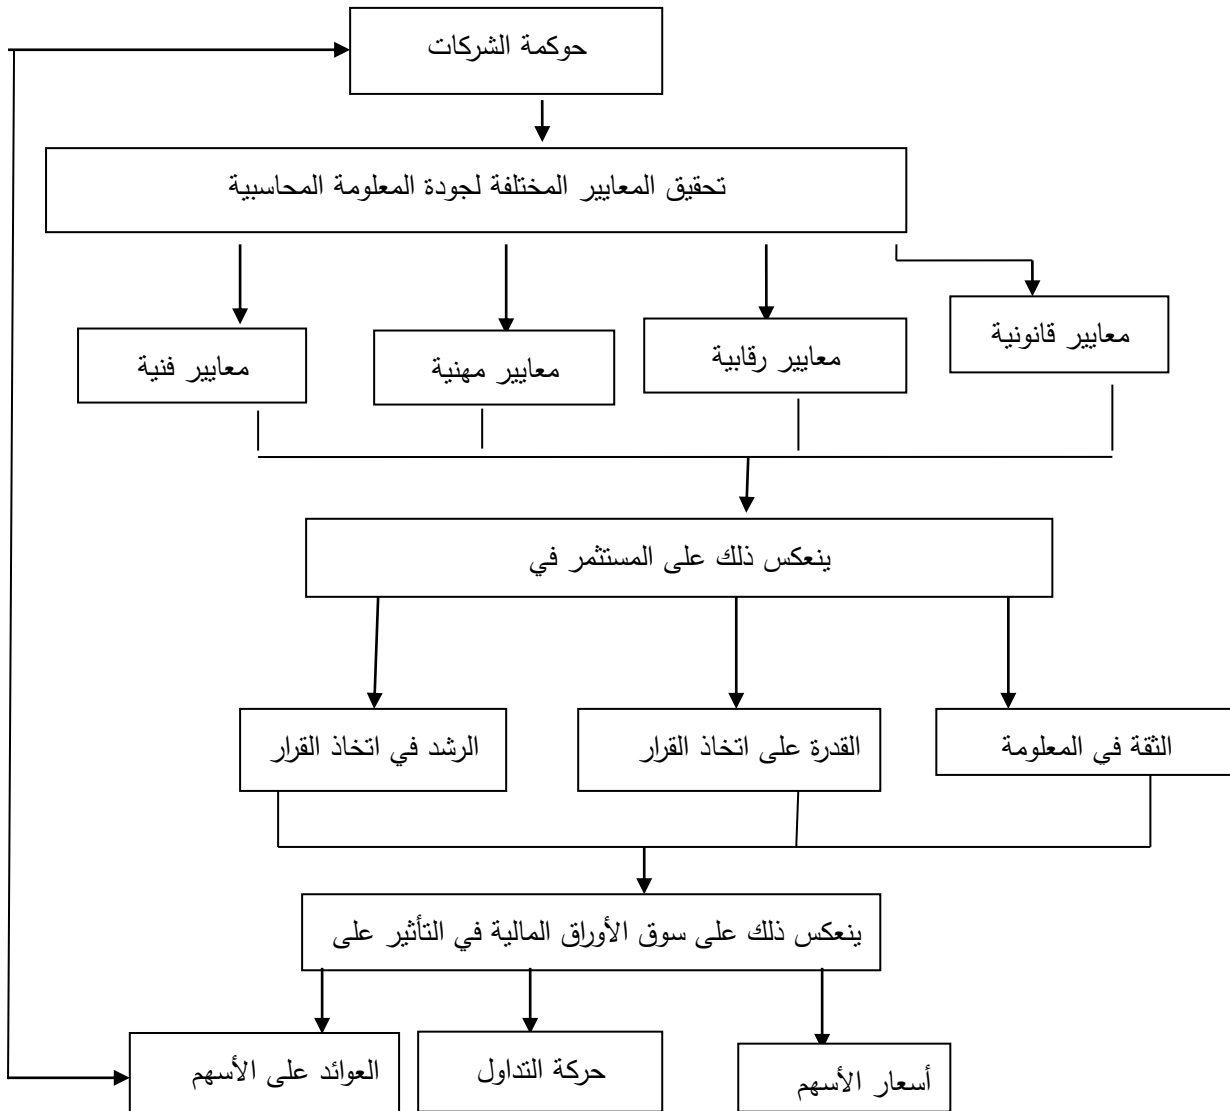 حوكمة الشركات
تحقيق المعايير المختلفة لجودة المعلومة المحاسبية
معايير قانونية
معايير رقابية
معايير مهنية
معايير فنية
ينعكس ذلك على المستثمر في
الثقة في المعلومة
القدرة على اتخاذ القرار
الرشد في اتخاذ القرار
ينعكس ذلك على سوق الأوراق المالية في التأثير على
أسعار الأسهم
حركة التداول
العوائد على الأسهم